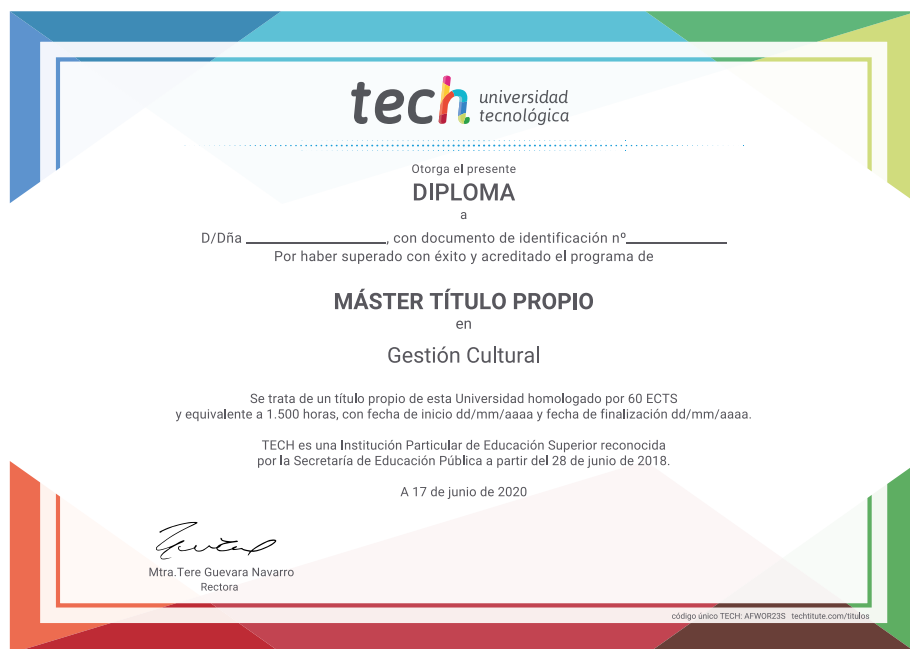 tech universidad
tecnológica
Otorga el presente
DIPLOMA
a
D/Dña ____________________, con documento de identificación nº______________
Por haber superado con éxito y acreditado el programa de
MÁSTER TÍTULO PROPIO
en
Gestión Cultural
Se trata de un título propio de esta Universidad homologado por 60 ECTS
y equivalente a 1.500 horas, con fecha de inicio dd/mm/aaaa y fecha de finalización dd/mm/aaaa.
TECH es una Institución Particular de Educación Superior reconocida
por la Secretaría de Educación Pública a partir del 28 de junio de 2018.
A 17 de junio de 2020
Mtra.Tere Guevara Navarro
Rectora
código único TECH: AFWOR23S techtitute.com/titulos